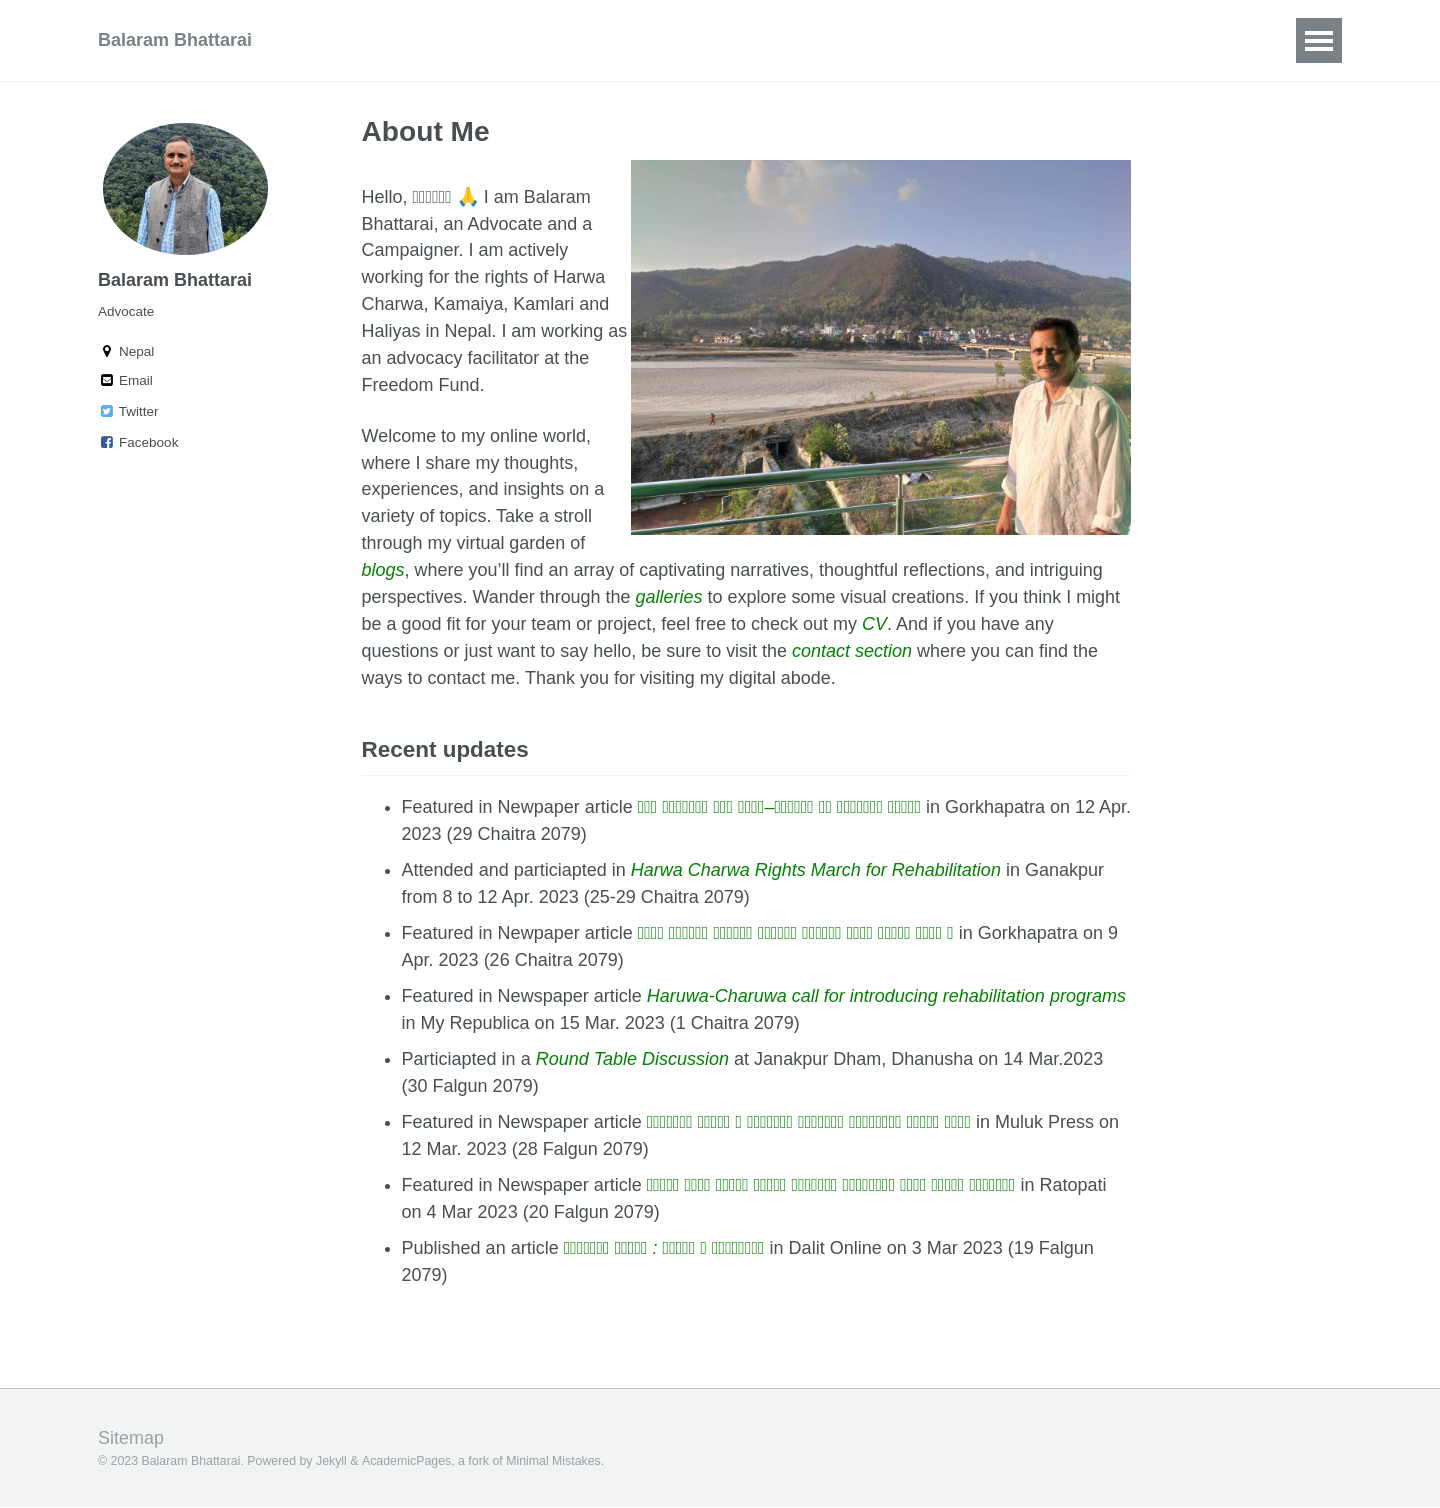 Balaram Bhattarai
About Me
Hello, 🙏 I am Balaram
Bhattarai, an Advocate and a
Campaigner. I am actively
working for the rights of Harwa
Charwa, Kamaiya, Kamlari and
Haliyas in Nepal. I am working as
an advocacy facilitator at the
Freedom Fund.
Welcome to my online world,
where I share my thoughts,
experiences, and insights on a
variety of topics. Take a stroll
through my virtual garden of
blogs, where you’ll find an array of captivating narratives, thoughtful reflections, and intriguing
perspectives. Wander through the galleries to explore some visual creations. If you think I might
be a good fit for your team or project, feel free to check out my CV. And if you have any
questions or just want to say hello, be sure to visit the contact section where you can find the
ways to contact me. Thank you for visiting my digital abode.
Balaram Bhattarai
Advocate
Nepal
Email
Twitter
Facebook
Recent updates
Featured in Newpaper article in Gorkhapatra on 12 Apr.
2023 (29 Chaitra 2079)
Attended and particiapted in Harwa Charwa Rights March for Rehabilitation in Ganakpur
from 8 to 12 Apr. 2023 (25-29 Chaitra 2079)
Featured in Newpaper article in Gorkhapatra on 9
Apr. 2023 (26 Chaitra 2079)
Featured in Newspaper article Haruwa-Charuwa call for introducing rehabilitation programs
in My Republica on 15 Mar. 2023 (1 Chaitra 2079)
Particiapted in a Round Table Discussion at Janakpur Dham, Dhanusha on 14 Mar.2023
(30 Falgun 2079)
Featured in Newspaper article in Muluk Press on
12 Mar. 2023 (28 Falgun 2079)
Featured in Newspaper article in Ratopati
on 4 Mar 2023 (20 Falgun 2079)
Published an article : in Dalit Online on 3 Mar 2023 (19 Falgun
2079)
Sitemap
© 2023 Balaram Bhattarai. Powered by Jekyll & AcademicPages, a fork of Minimal Mistakes.